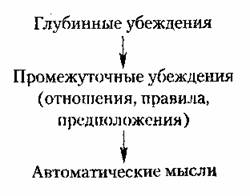 Глубинные убеждения
Промежуточные убеждения
(отношения, правила,
предположения)
Автоматические мысли